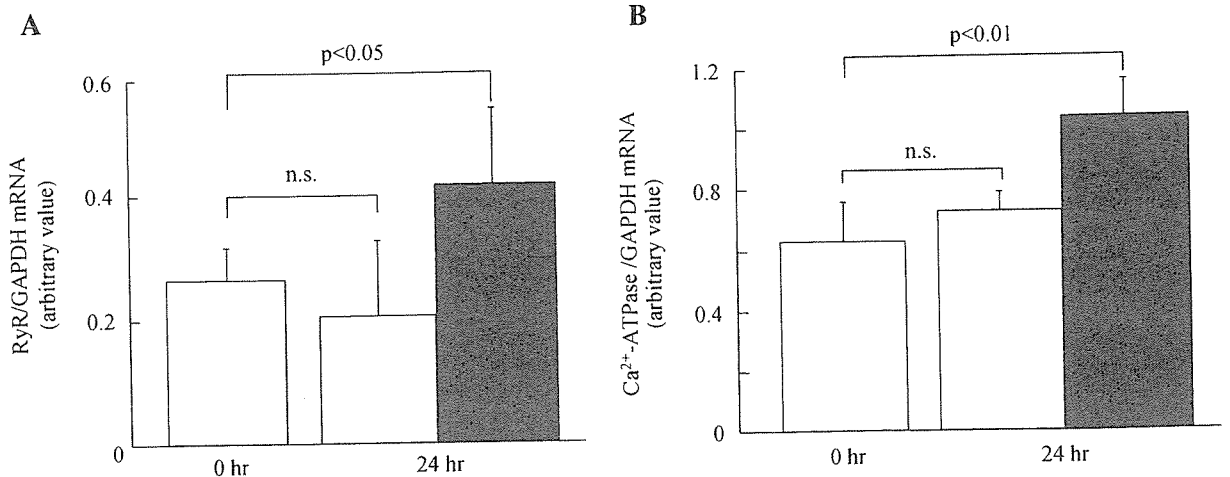 A
p<0.05
0.6
n.s.
0.4
0.2
0
RyR/GAPDH mRNA
(arbitrary value)
0 hr
24 hr
B
p<0.01
1.2
n.s.
0.8
0.4
0
Ca²⁺-ATPase /GAPDH mRNA
(arbitrary value)
0 hr
24 hr